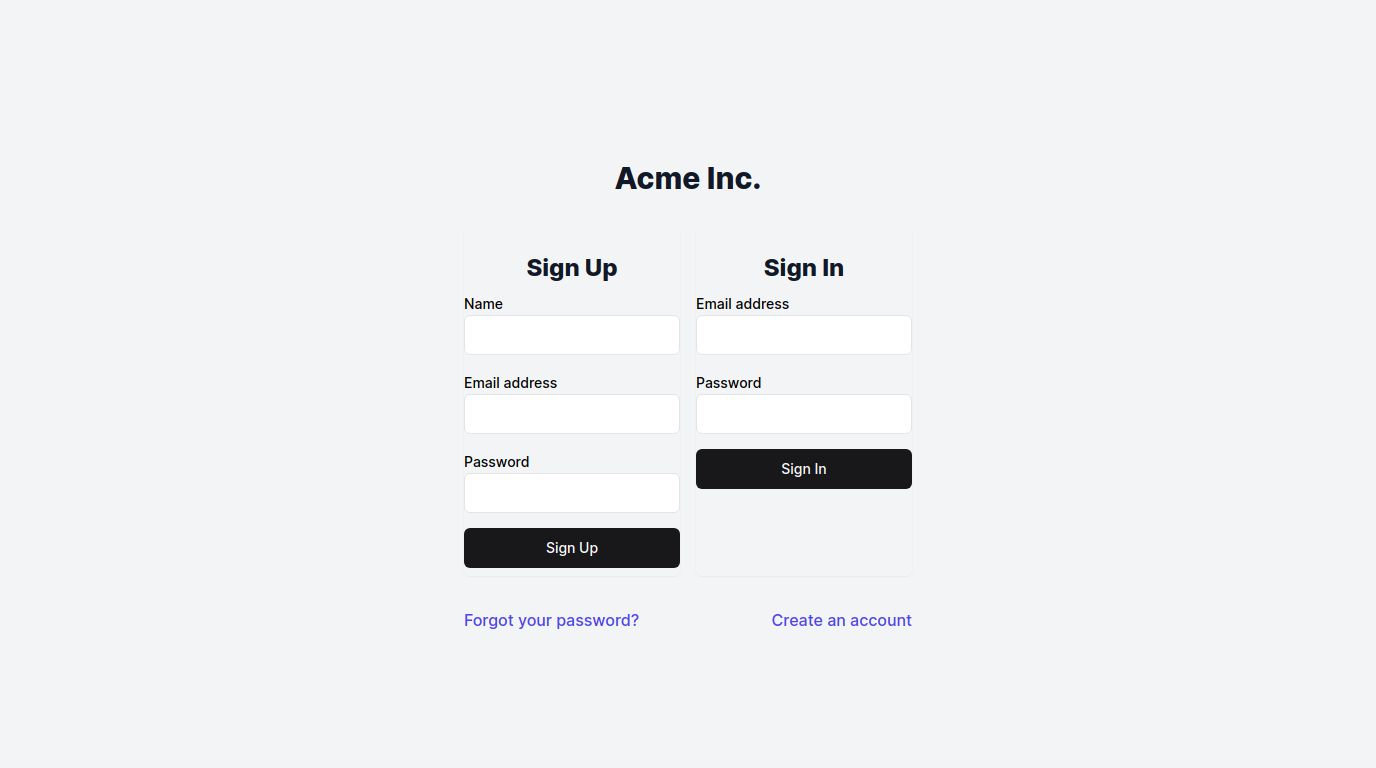 Acme Inc.
Sign Up
Name
Email address
Password
Sign Up
Sign In
Email address
Password
Sign In
Forgot your password?
Create an account